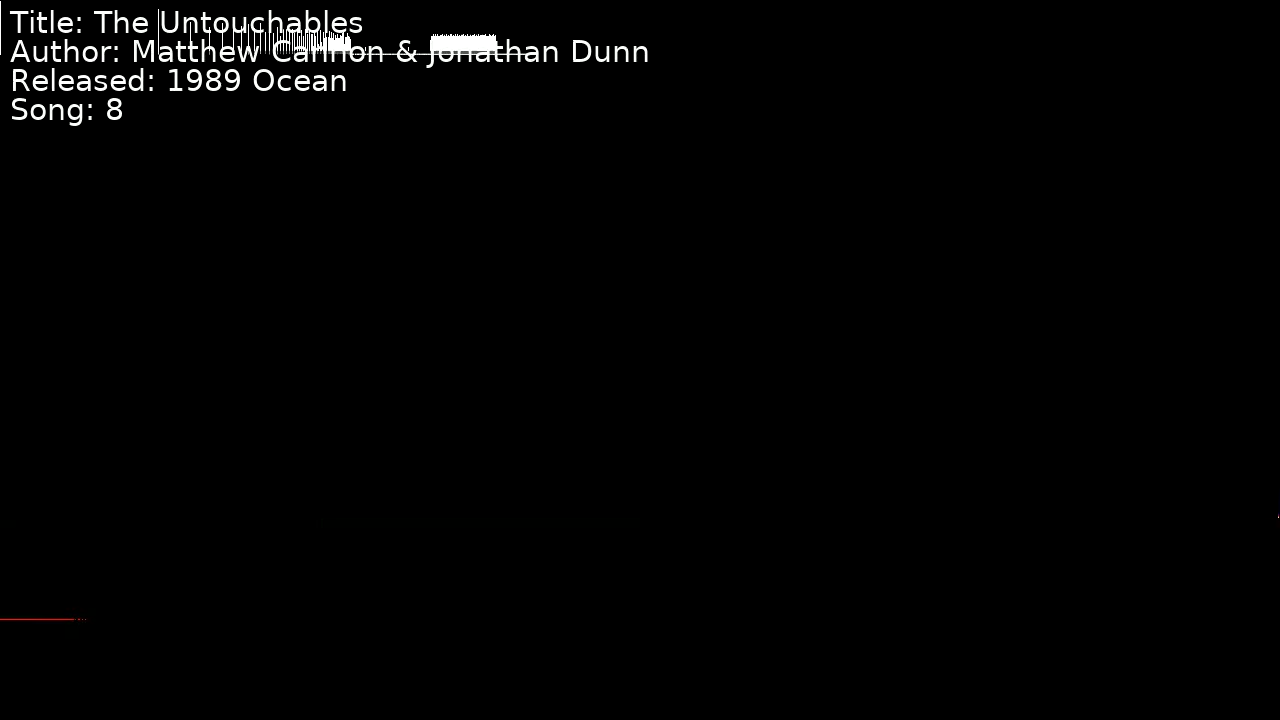 Title: The Untouchables
Author: Matthew Cannon & Jonathan Dunn
Released: 1989 Ocean
Song: 8